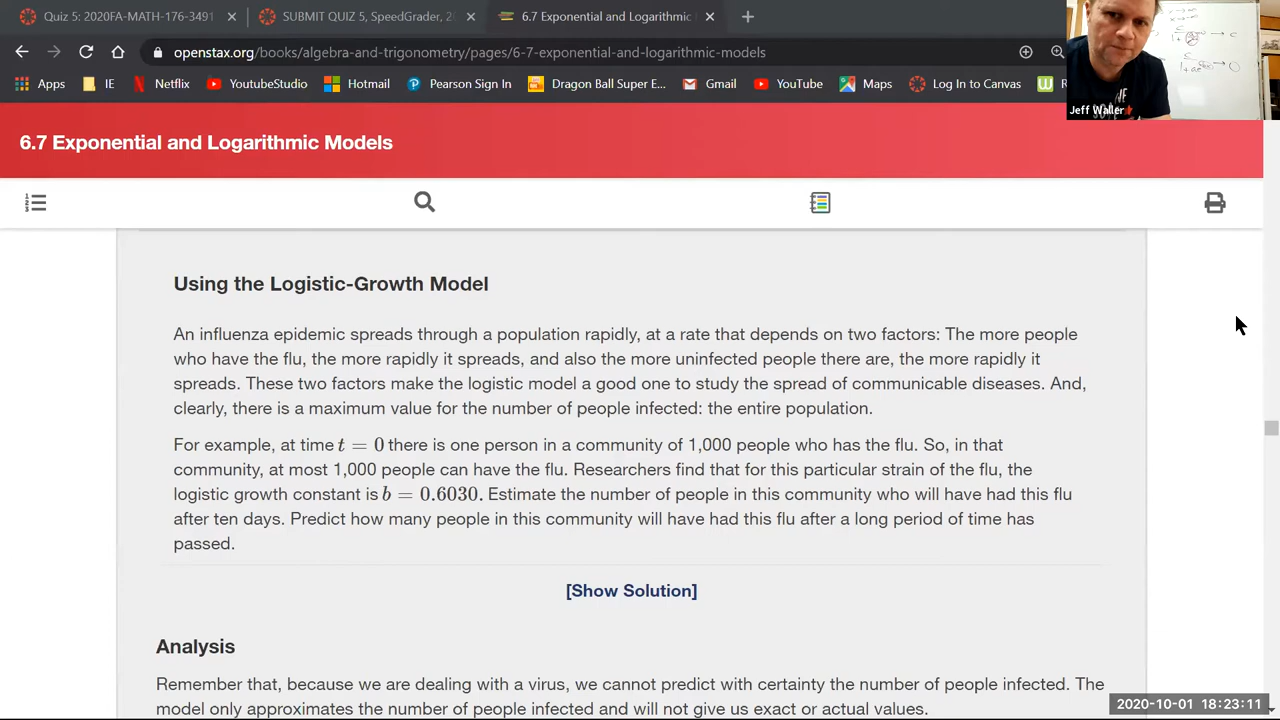 Quiz 5: 2020FA-MATH-176-3491
SUBMIT QUIZ 5, SpeedGrader, 2
6.7 Exponential and Logarithmic
openstax.org/books/algebra-and-trigonometry/pages/6-7-exponential-and-logarithmic-models
Apps
IE
Netflix
YoutubeStudio
Hotmail
Pearson Sign In
Dragon Ball Super E...
Gmail
YouTube
Maps
Log In to Canvas
Jeff Waller
6.7 Exponential and Logarithmic Models
Using the Logistic-Growth Model
An influenza epidemic spreads through a population rapidly, at a rate that depends on two factors: The more people
who have the flu, the more rapidly it spreads, and also the more uninfected people there are, the more rapidly it
spreads. These two factors make the logistic model a good one to study the spread of communicable diseases. And,
clearly, there is a maximum value for the number of people infected: the entire population.
For example, at time t = 0 there is one person in a community of 1,000 people who has the flu. So, in that
community, at most 1,000 people can have the flu. Researchers find that for this particular strain of the flu, the
logistic growth constant is b = 0.6030. Estimate the number of people in this community who will have had this flu
after ten days. Predict how many people in this community will have had this flu after a long period of time has
passed.
[Show Solution]
Analysis
Remember that, because we are dealing with a virus, we cannot predict with certainty the number of people infected. The
model only approximates the number of people infected and will not give us exact or actual values.
2020-10-01 18:23:11